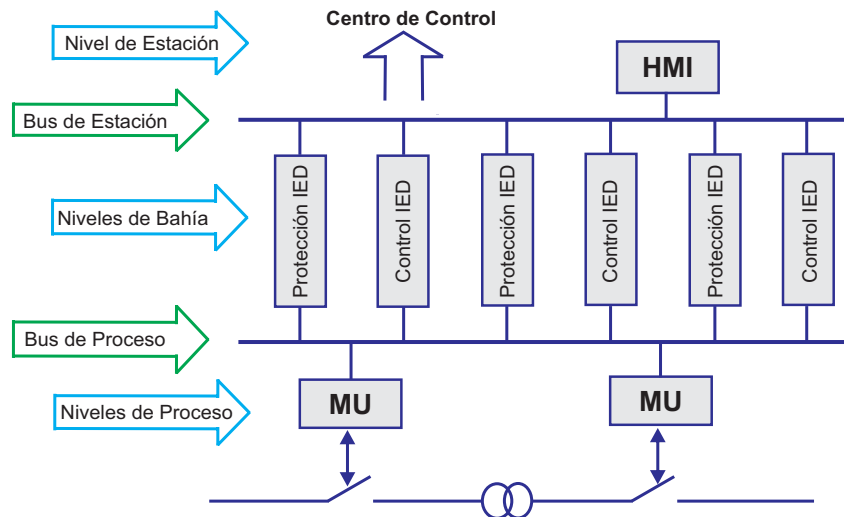 Centro de Control
Nivel de Estación
HMI
Bus de Estación
Niveles de Bahía
Protección IED
Control IED
Protección IED
Control IED
Protección IED
Control IED
Bus de Proceso
Niveles de Proceso
MU
MU